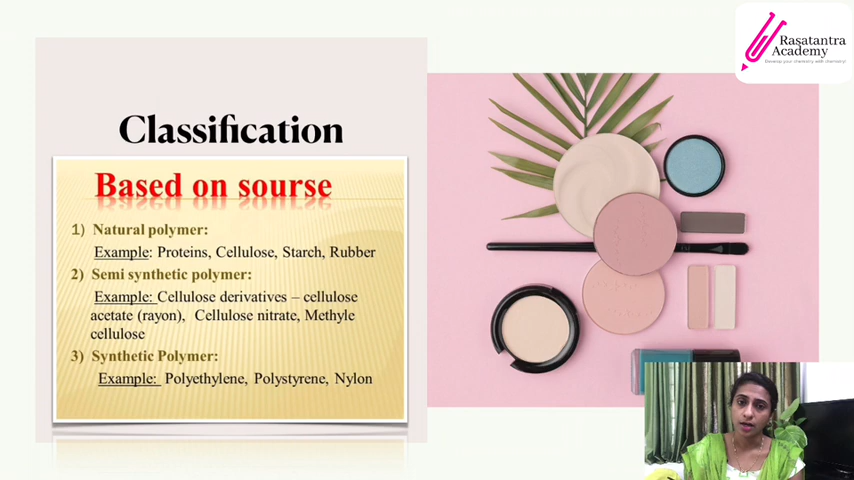 Rasatantra
Academy
Develop your chemistry with chemistry!
Classification
Based on sourse
1) Natural polymer:
Example: Proteins, Cellulose, Starch, Rubber
2) Semi synthetic polymer:
Example: Cellulose derivatives – cellulose
acetate (rayon), Cellulose nitrate, Methyle
cellulose
3) Synthetic Polymer:
Example: Polyethylene, Polystyrene, Nylon